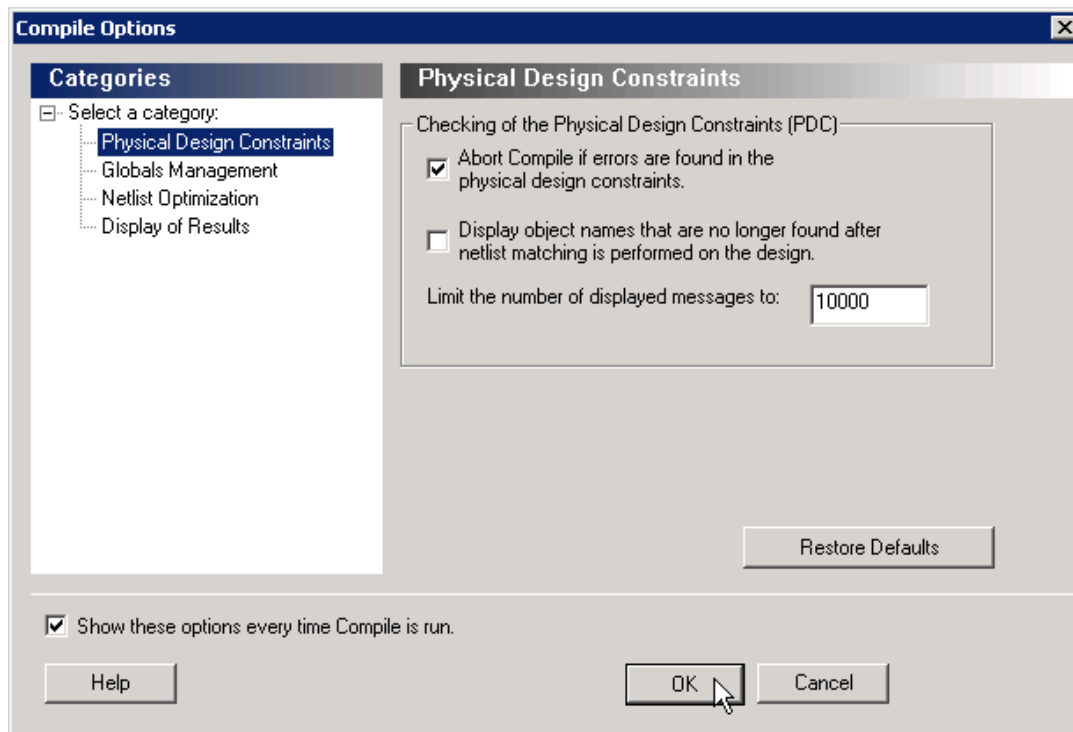 Compile Options
Categories
Select a category:
Physical Design Constraints
Globals Management
Netlist Optimization
Display of Results
Physical Design Constraints
Checking of the Physical Design Constraints (PDC)
Abort Compile if errors are found in the
physical design constraints.
Display object names that are no longer found after
netlist matching is performed on the design.
Limit the number of displayed messages to: 10000
Restore Defaults
Show these options every time Compile is run.
Help OK Cancel